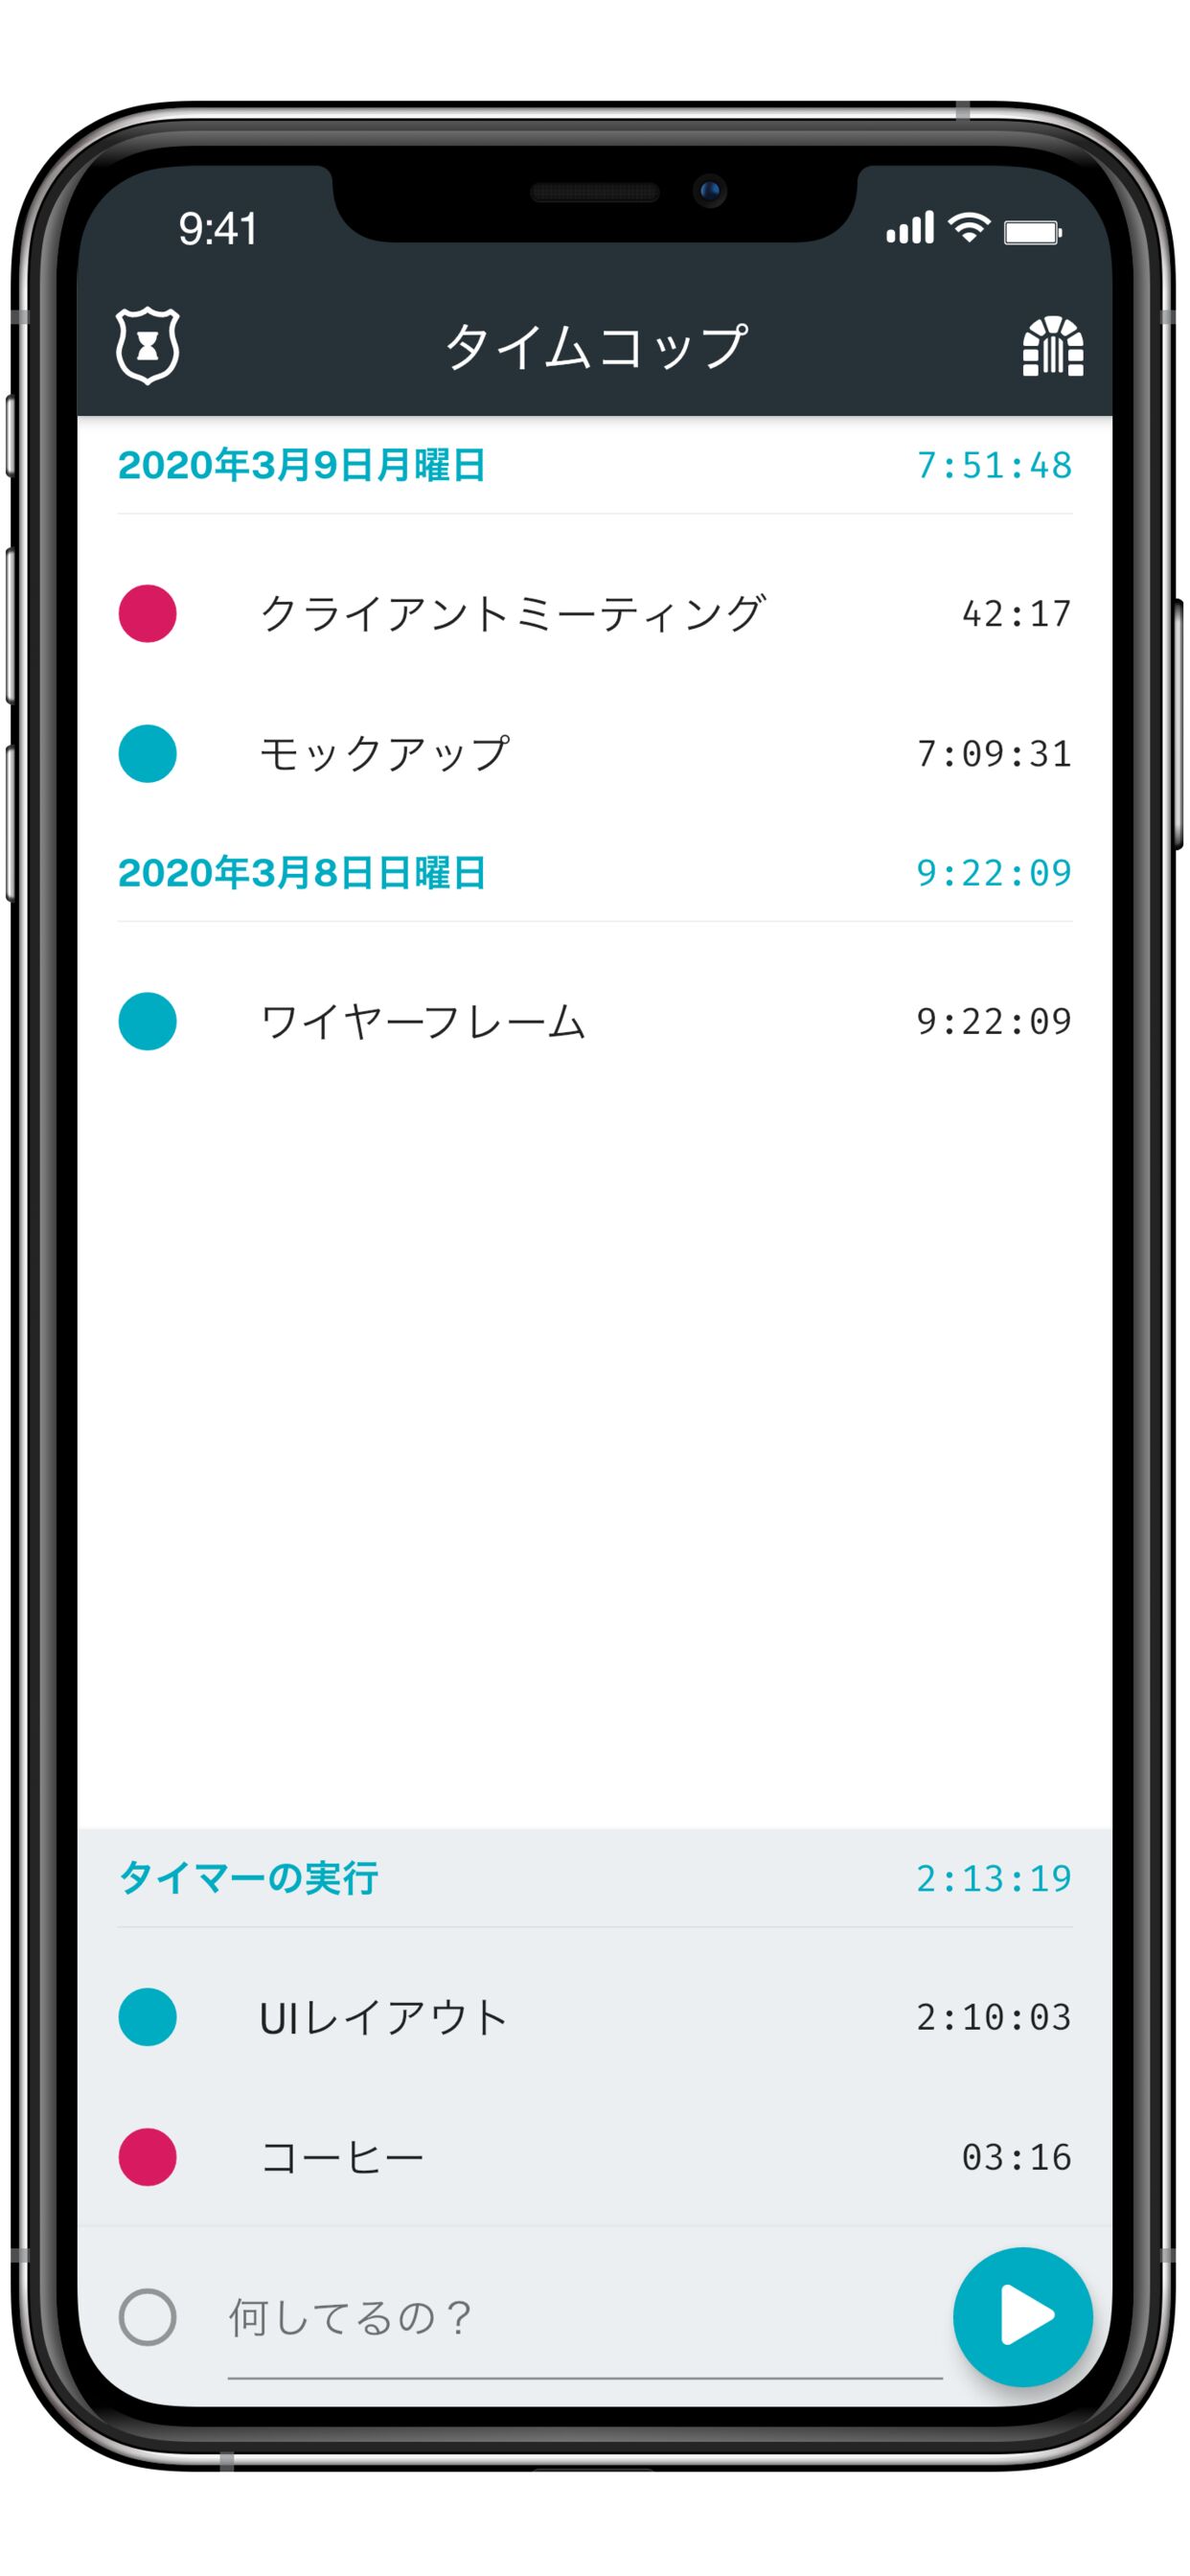 9:41
タイムコップ
2020年3月9日月曜日 7:51:48
クライアントミーティング 42:17
モックアップ 7:09:31
2020年3月8日日曜日 9:22:09
ワイヤーフレーム 9:22:09
タイマーの実行 2:13:19
UIレイアウト 2:10:03
コーヒー 03:16
何してるの？